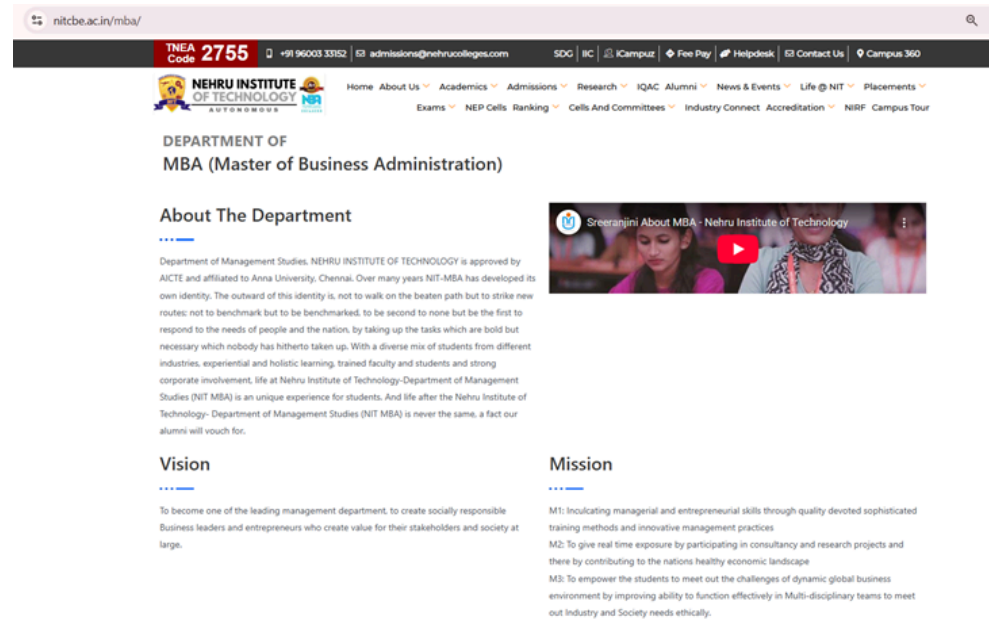 nitcbe.ac.in/mba/
TNEA Code 2755 +91 96003 33152 admissions@nehrucolleges.com SDG IIC iCampuz Fee Pay Helpdesk Contact Us Campus 360
NEHRU INSTITUTE
OF TECHNOLOGY
AUTONOMOUS
Home About Us Academics Admissions Research IQAC Alumni News & Events Life @ NIT Placements
Exams NEP Cells Ranking Cells And Committees Industry Connect Accreditation NIRF Campus Tour
DEPARTMENT OF
MBA (Master of Business Administration)
About The Department
Department of Management Studies, NEHRU INSTITUTE OF TECHNOLOGY is approved by
AICTE and affiliated to Anna University, Chennai. Over many years NIT-MBA has developed its
own identity. The outward of this identity is, not to walk on the beaten path but to strike new
routes: not to benchmark but to be benchmarked, to be second to none but be the first to
respond to the needs of people and the nation, by taking up the tasks which are bold but
necessary which nobody has hitherto taken up. With a diverse mix of students from different
industries, experiential and holistic learning, trained faculty and students and strong
corporate involvement, life at Nehru Institute of Technology-Department of Management
Studies (NIT MBA) is an unique experience for students. And life after the Nehru Institute of
Technology- Department of Management Studies (NIT MBA) is never the same, a fact our
alumni will vouch for.
Sreeranjini About MBA - Nehru Institute of Technology
Vision
To become one of the leading management department, to create socially responsible
Business leaders and entrepreneurs who create value for their stakeholders and society at
large.
Mission
M1: Inculcating managerial and entrepreneurial skills through quality devoted sophisticated
training methods and innovative management practices
M2: To give real time exposure by participating in consultancy and research projects and
there by contributing to the nations healthy economic landscape
M3: To empower the students to meet out the challenges of dynamic global business
environment by improving ability to function effectively in Multi-disciplinary teams to meet
out Industry and Society needs ethically.